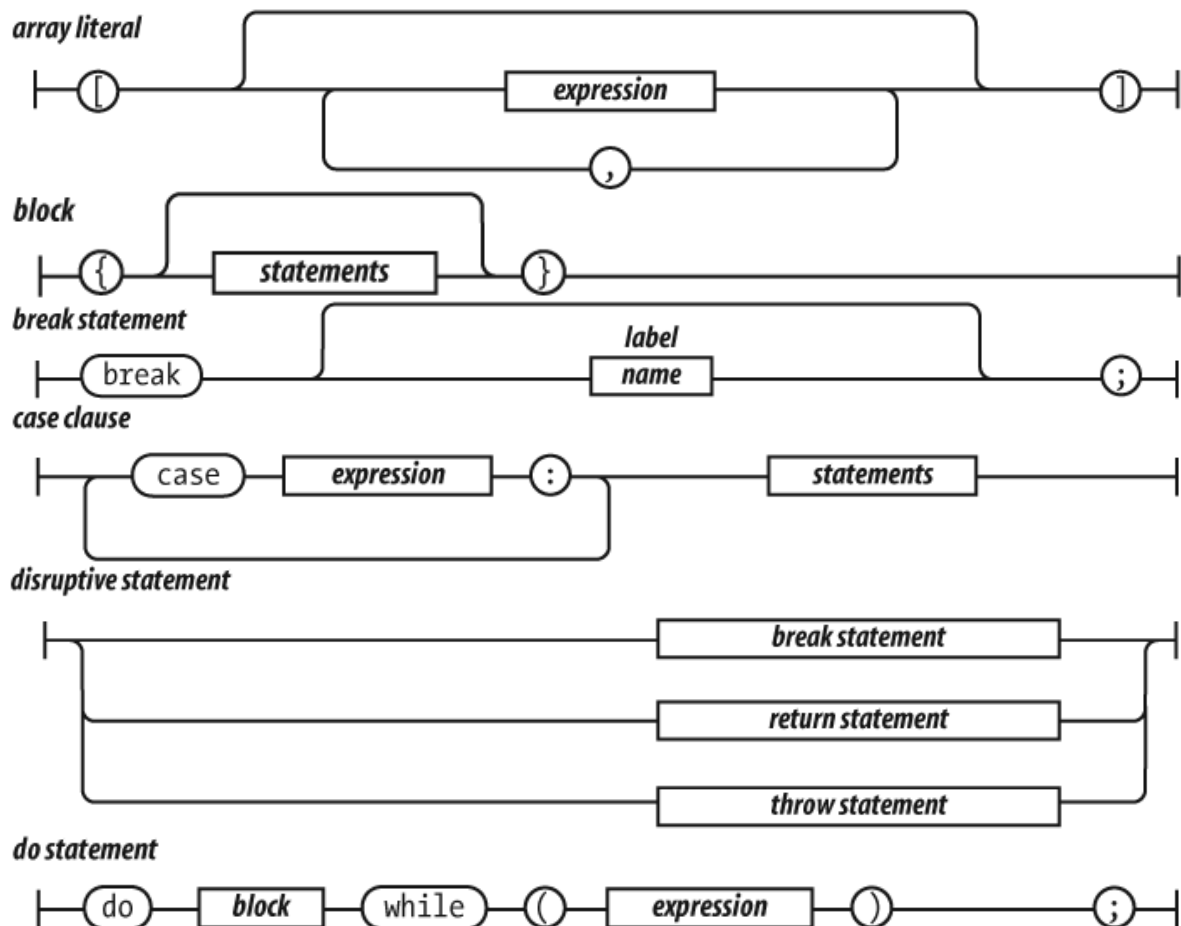 array literal
[ expression ]
,
block
{ statements }
break statement
label
break name ;
case clause
case expression : statements
disruptive statement
break statement
return statement
throw statement
do statement
do block while ( expression ) ;